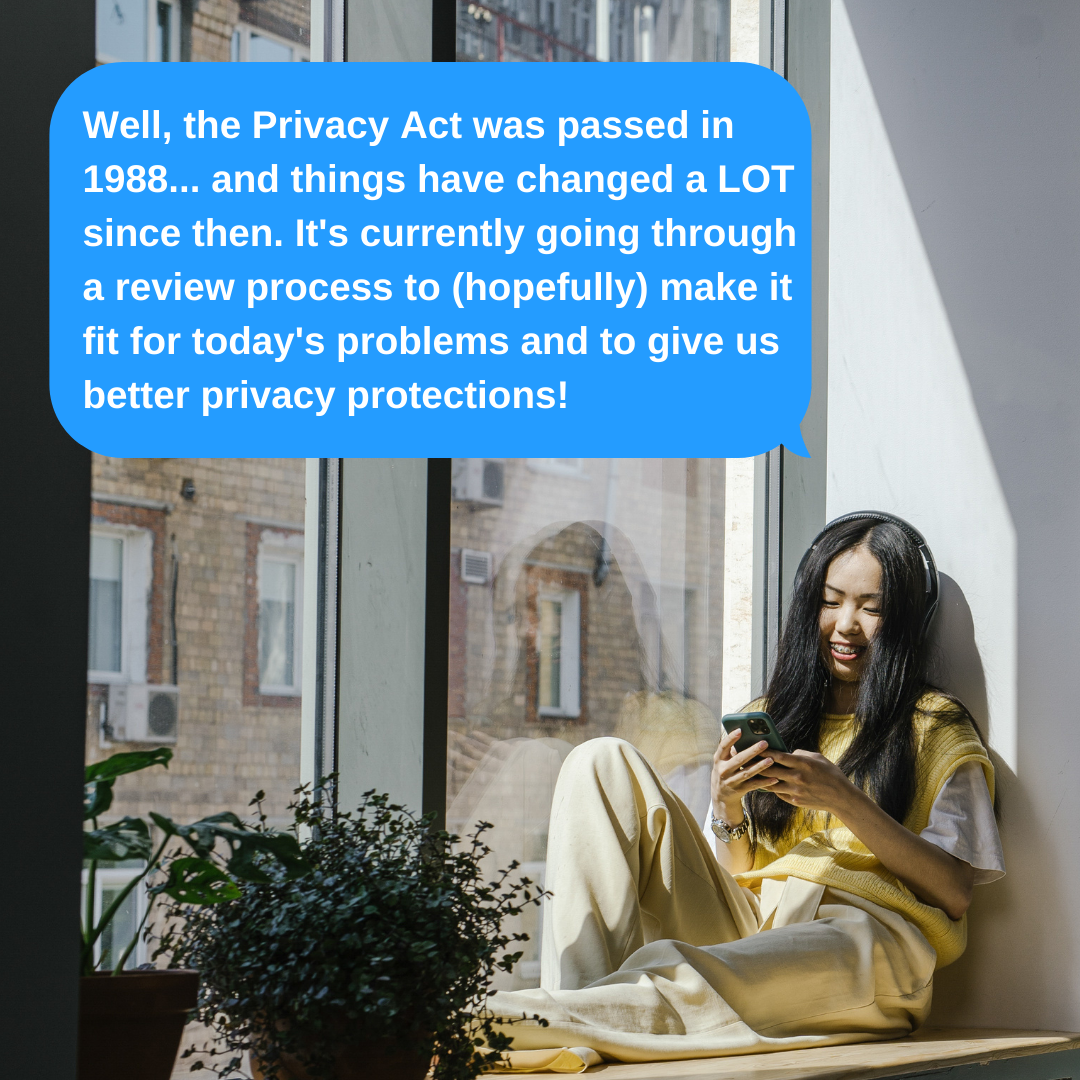 Well, the Privacy Act was passed in
1988... and things have changed a LOT
since then. It's currently going through
a review process to (hopefully) make it
fit for today's problems and to give us
better privacy protections!